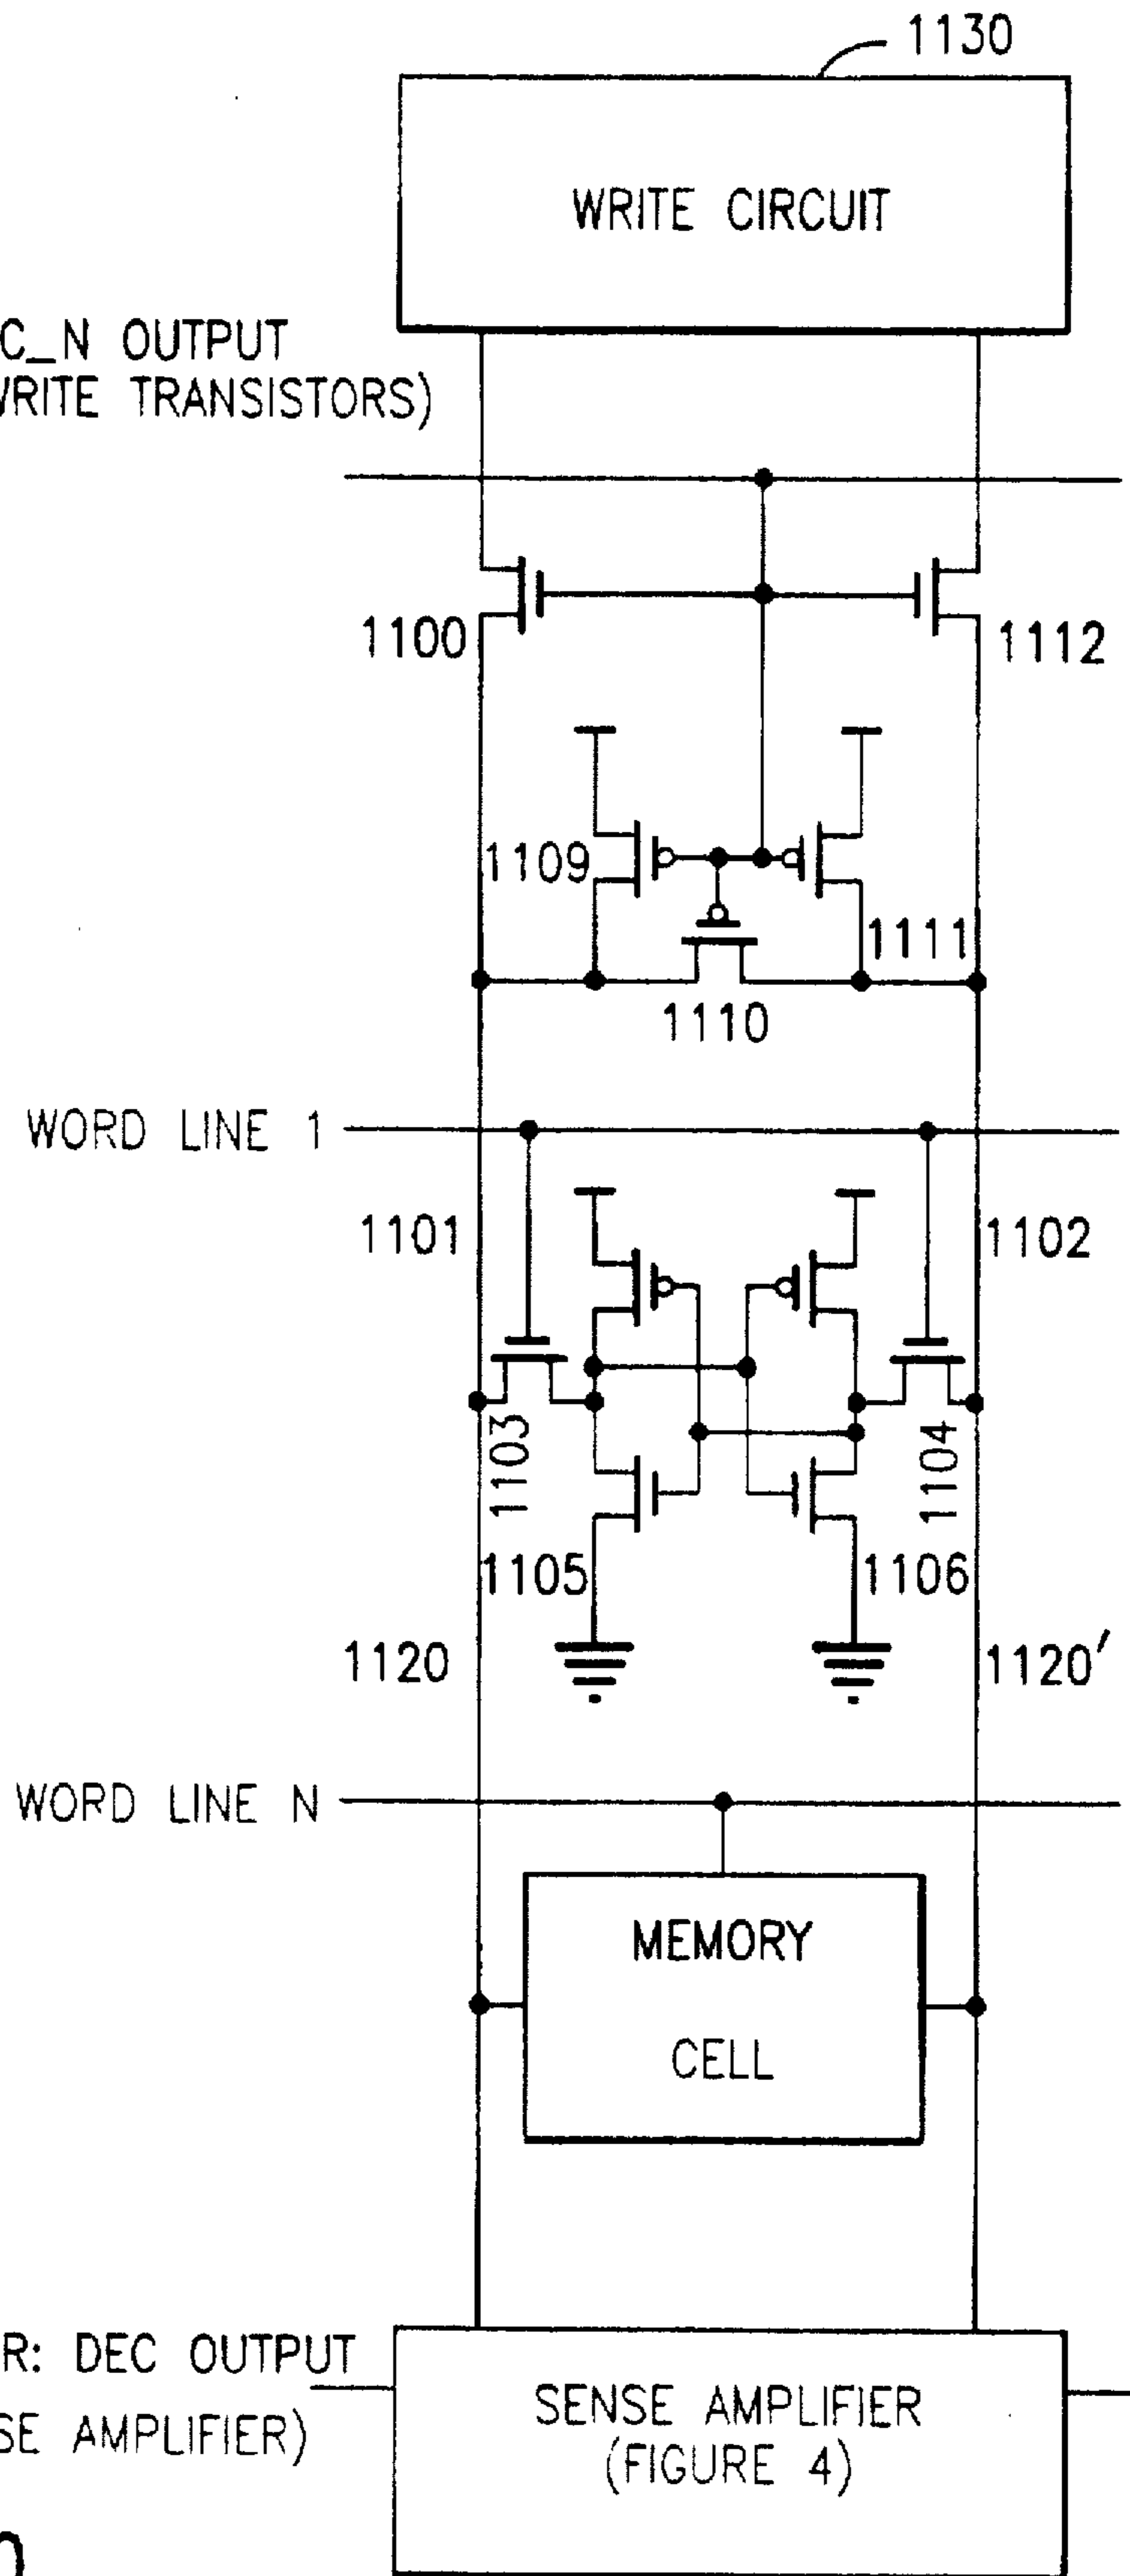 1130
WRITE CIRCUIT
C_N OUTPUT
WRITE TRANSISTORS)
1100
1112
1109
1111
1110
WORD LINE 1
1101
1102
1103
1104
1105
1106
1120
1120'
WORD LINE N
MEMORY
CELL
R: DEC OUTPUT
SE AMPLIFIER)
SENSE AMPLIFIER
(FIGURE 4)